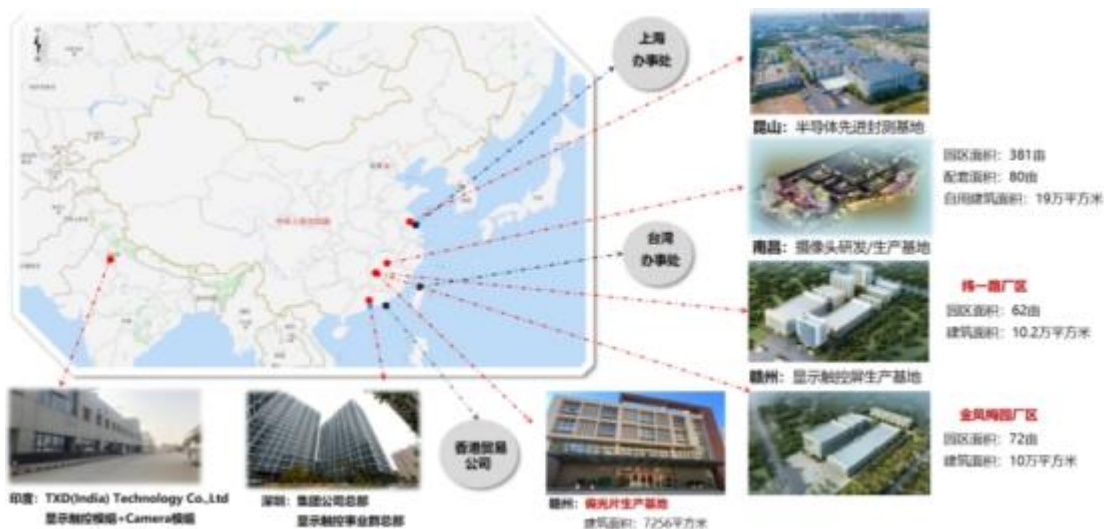 上海
办事处
昆山：半导体先进封测基地
园区面积：381亩
配套面积：80亩
自用建筑面积：19万平方米
南昌：摄像头研发/生产基地
台湾
办事处
纬一路厂区
园区面积：62亩
建筑面积：10.2万平方米
赣州：显示触控屏生产基地
金凤梅园厂区
园区面积：72亩
建筑面积：10万平方米
香港贸易
公司
印度：TXD(India) Technology Co.,Ltd
显示触控模组+Camera模组
深圳：集团公司总部
显示触控事业群总部
赣州：偏光片生产基地
建筑面积：7256平方米